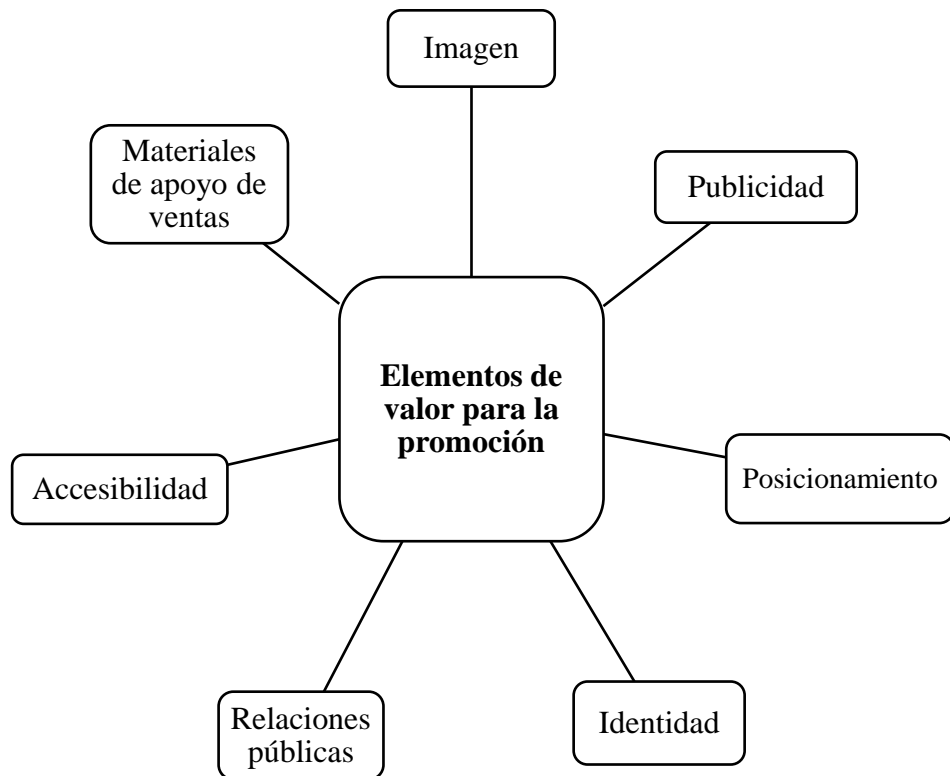 Imagen
Publicidad
Materiales
de apoyo de
ventas
Elementos de
valor para la
promoción
Posicionamiento
Accesibilidad
Identidad
Relaciones
públicas